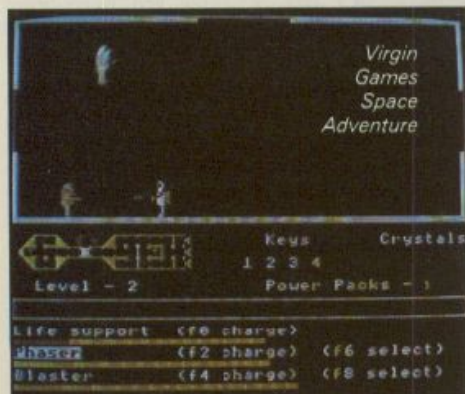 Virgin
Games
Space
Adventure
Keys Crystals
1 2 3 4
Level - 2 Power Packs - 1
Life support (f0 charge)
Phaser (f2 charge) (f6 select)
Blaster (f4 charge) (f8 select)